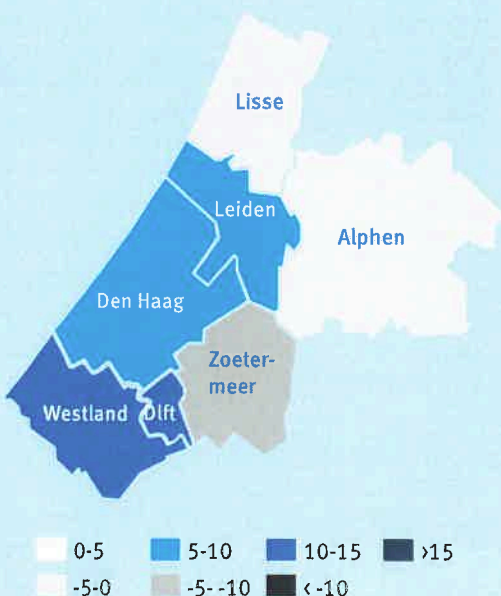 Lisse
Leiden
Alphen
Den Haag
Zoeter-
meer
Westland
Dlft
0-5
5-10
10-15
>15
-5-0
-5--10
<-10